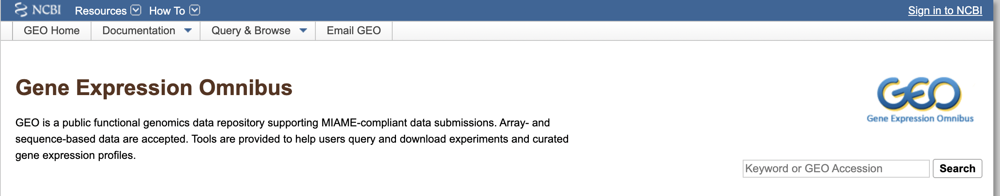 NCBI Resources How To Sign in to NCBI
GEO Home Documentation Query & Browse Email GEO
Gene Expression Omnibus
GEO
Gene Expression Omnibus
GEO is a public functional genomics data repository supporting MIAME-compliant data submissions. Array- and
sequence-based data are accepted. Tools are provided to help users query and download experiments and curated
gene expression profiles.
Keyword or GEO Accession Search